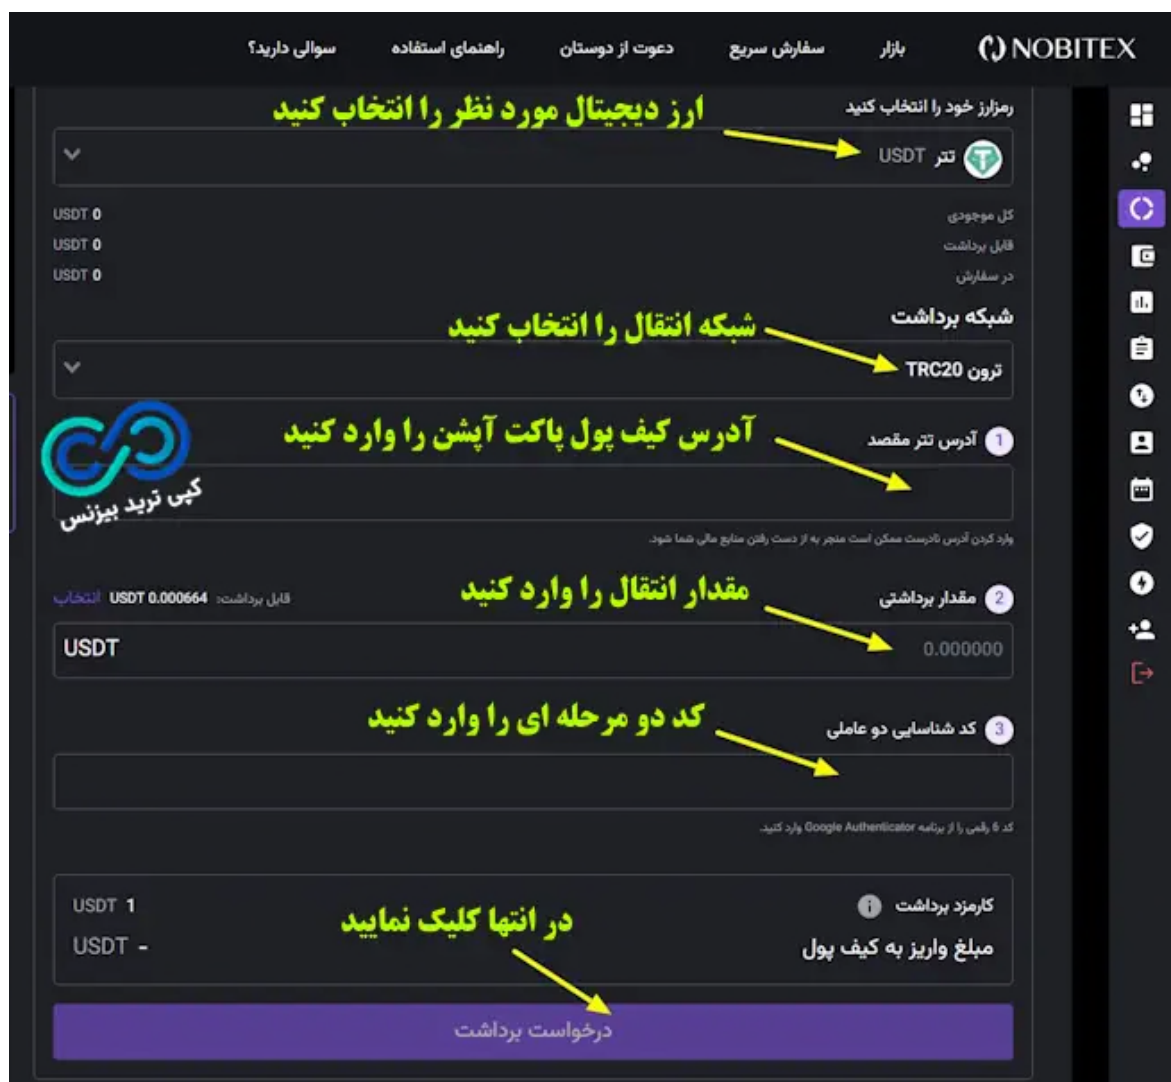 NOBITEX
بازار
سفارش سریع
دعوت از دوستان
راهنمای استفاده
سوالی دارید؟
رمزارز خود را انتخاب کنید
ارز دیجیتال مورد نظر را انتخاب کنید
تتر USDT
کل موجودی
USDT 0
قابل برداشت
USDT 0
در سفارش
USDT 0
شبکه برداشت
شبکه انتقال را انتخاب کنید
ترون TRC20
1 آدرس تتر مقصد
آدرس کیف پول پاکت آپشن را وارد کنید
کپی ترید بیزنس
وارد کردن آدرس نادرست ممکن است منجر به از دست رفتن منابع مالی شما شود.
2 مقدار برداشتی
مقدار انتقال را وارد کنید
قابل برداشت: USDT 0.000664 انتخاب
0.000000
USDT
3 کد شناسایی دو عاملی
کد دو مرحله ای را وارد کنید
کد 6 رقمی را از برنامه Google Authenticator وارد کنید.
کارمزد برداشت
USDT 1
در انتها کلیک نمایید
مبلغ واریز به کیف پول
USDT -
درخواست برداشت